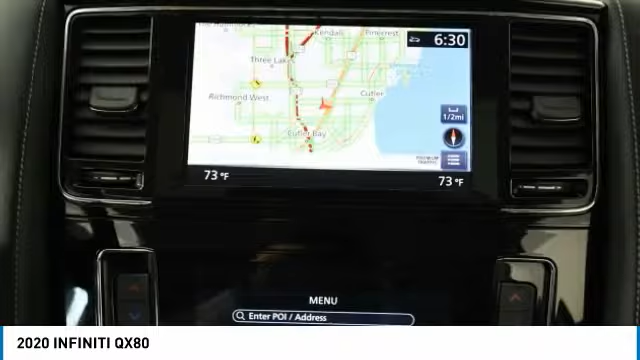 Kendall
Pinecrest
6:30
Three Lakes
Cutler
Richmond West
1/2mi
Cutler Bay
73 °F
73 °F
MENU
Enter POI / Address
2020 INFINITI QX80